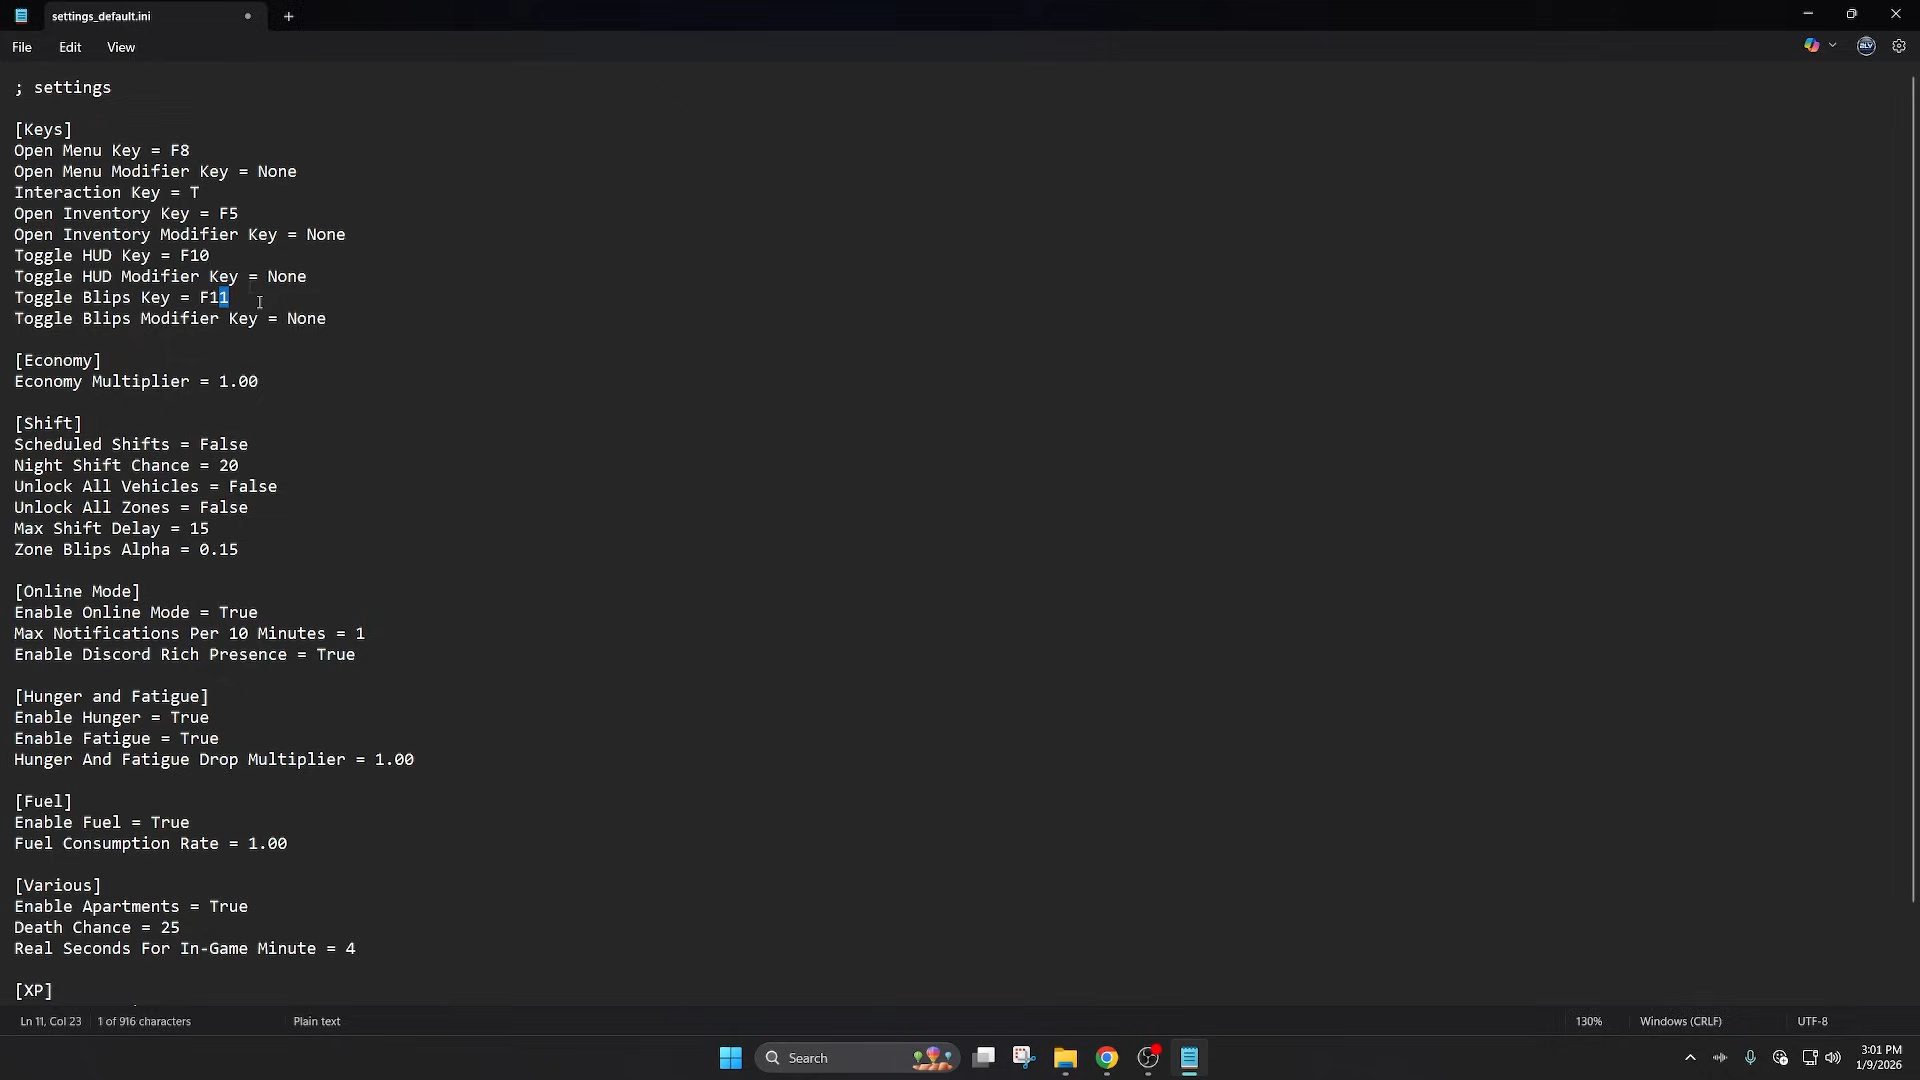 settings_default.ini
File Edit View
; settings
[Keys]
Open Menu Key = F8
Open Menu Modifier Key = None
Interaction Key = T
Open Inventory Key = F5
Open Inventory Modifier Key = None
Toggle HUD Key = F10
Toggle HUD Modifier Key = None
Toggle Blips Key = F11
Toggle Blips Modifier Key = None
[Economy]
Economy Multiplier = 1.00
[Shift]
Scheduled Shifts = False
Night Shift Chance = 20
Unlock All Vehicles = False
Unlock All Zones = False
Max Shift Delay = 15
Zone Blips Alpha = 0.15
[Online Mode]
Enable Online Mode = True
Max Notifications Per 10 Minutes = 1
Enable Discord Rich Presence = True
[Hunger and Fatigue]
Enable Hunger = True
Enable Fatigue = True
Hunger And Fatigue Drop Multiplier = 1.00
[Fuel]
Enable Fuel = True
Fuel Consumption Rate = 1.00
[Various]
Enable Apartments = True
Death Chance = 25
Real Seconds For In-Game Minute = 4
[XP]
Ln 11, Col 23 1 of 916 characters Plain text 130% Windows (CRLF) UTF-8
Search
3:01 PM
1/9/2026